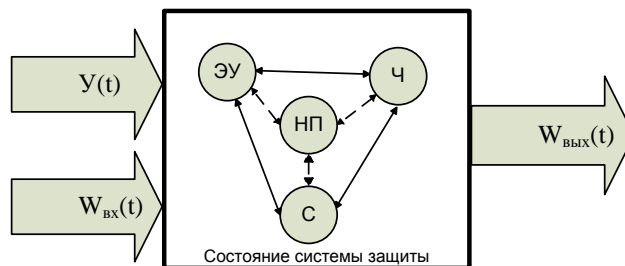 У(t)
Wвх(t)
ЭУ
Ч
НП
С
Состояние системы защиты
Wвых(t)